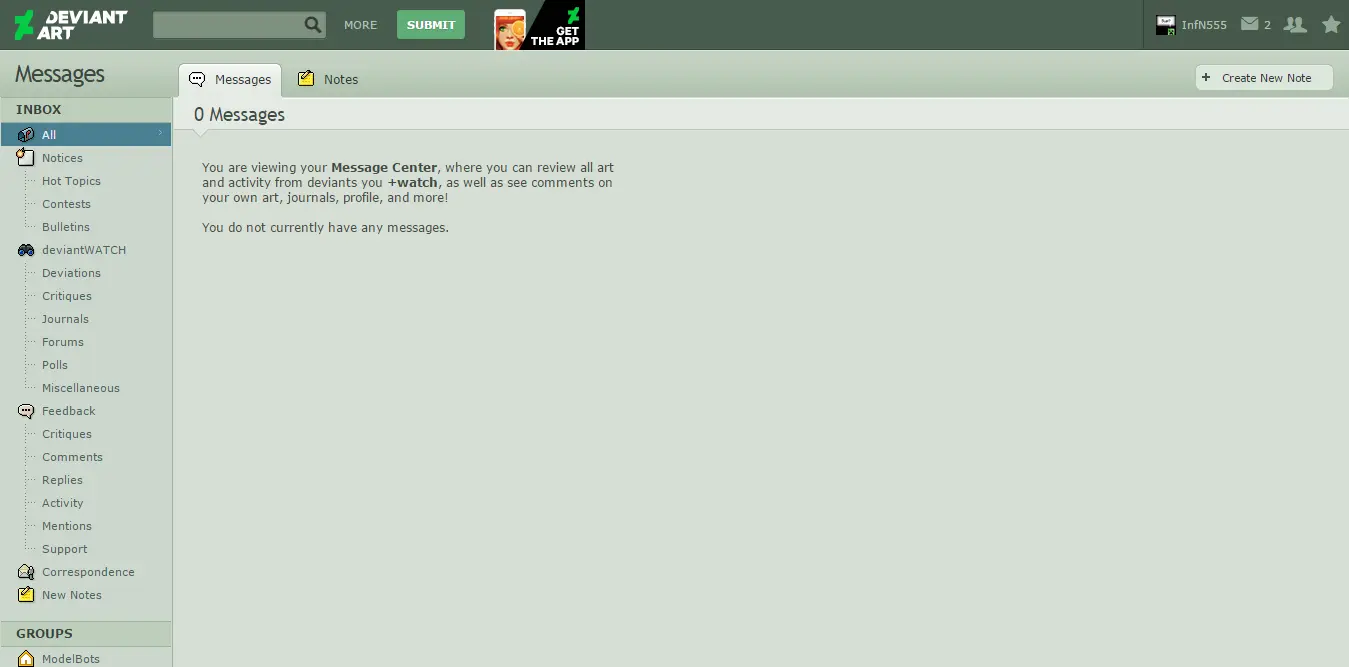 DEVIANT
ART
MORE
SUBMIT
GET
THE APP
InfN555
2
Messages
Messages
Notes
+ Create New Note
INBOX
All
Notices
Hot Topics
Contests
Bulletins
deviantWATCH
Deviations
Critiques
Journals
Forums
Polls
Miscellaneous
Feedback
Critiques
Comments
Replies
Activity
Mentions
Support
Correspondence
New Notes
GROUPS
ModelBots
0 Messages
You are viewing your Message Center, where you can review all art
and activity from deviants you +watch, as well as see comments on
your own art, journals, profile, and more!
You do not currently have any messages.